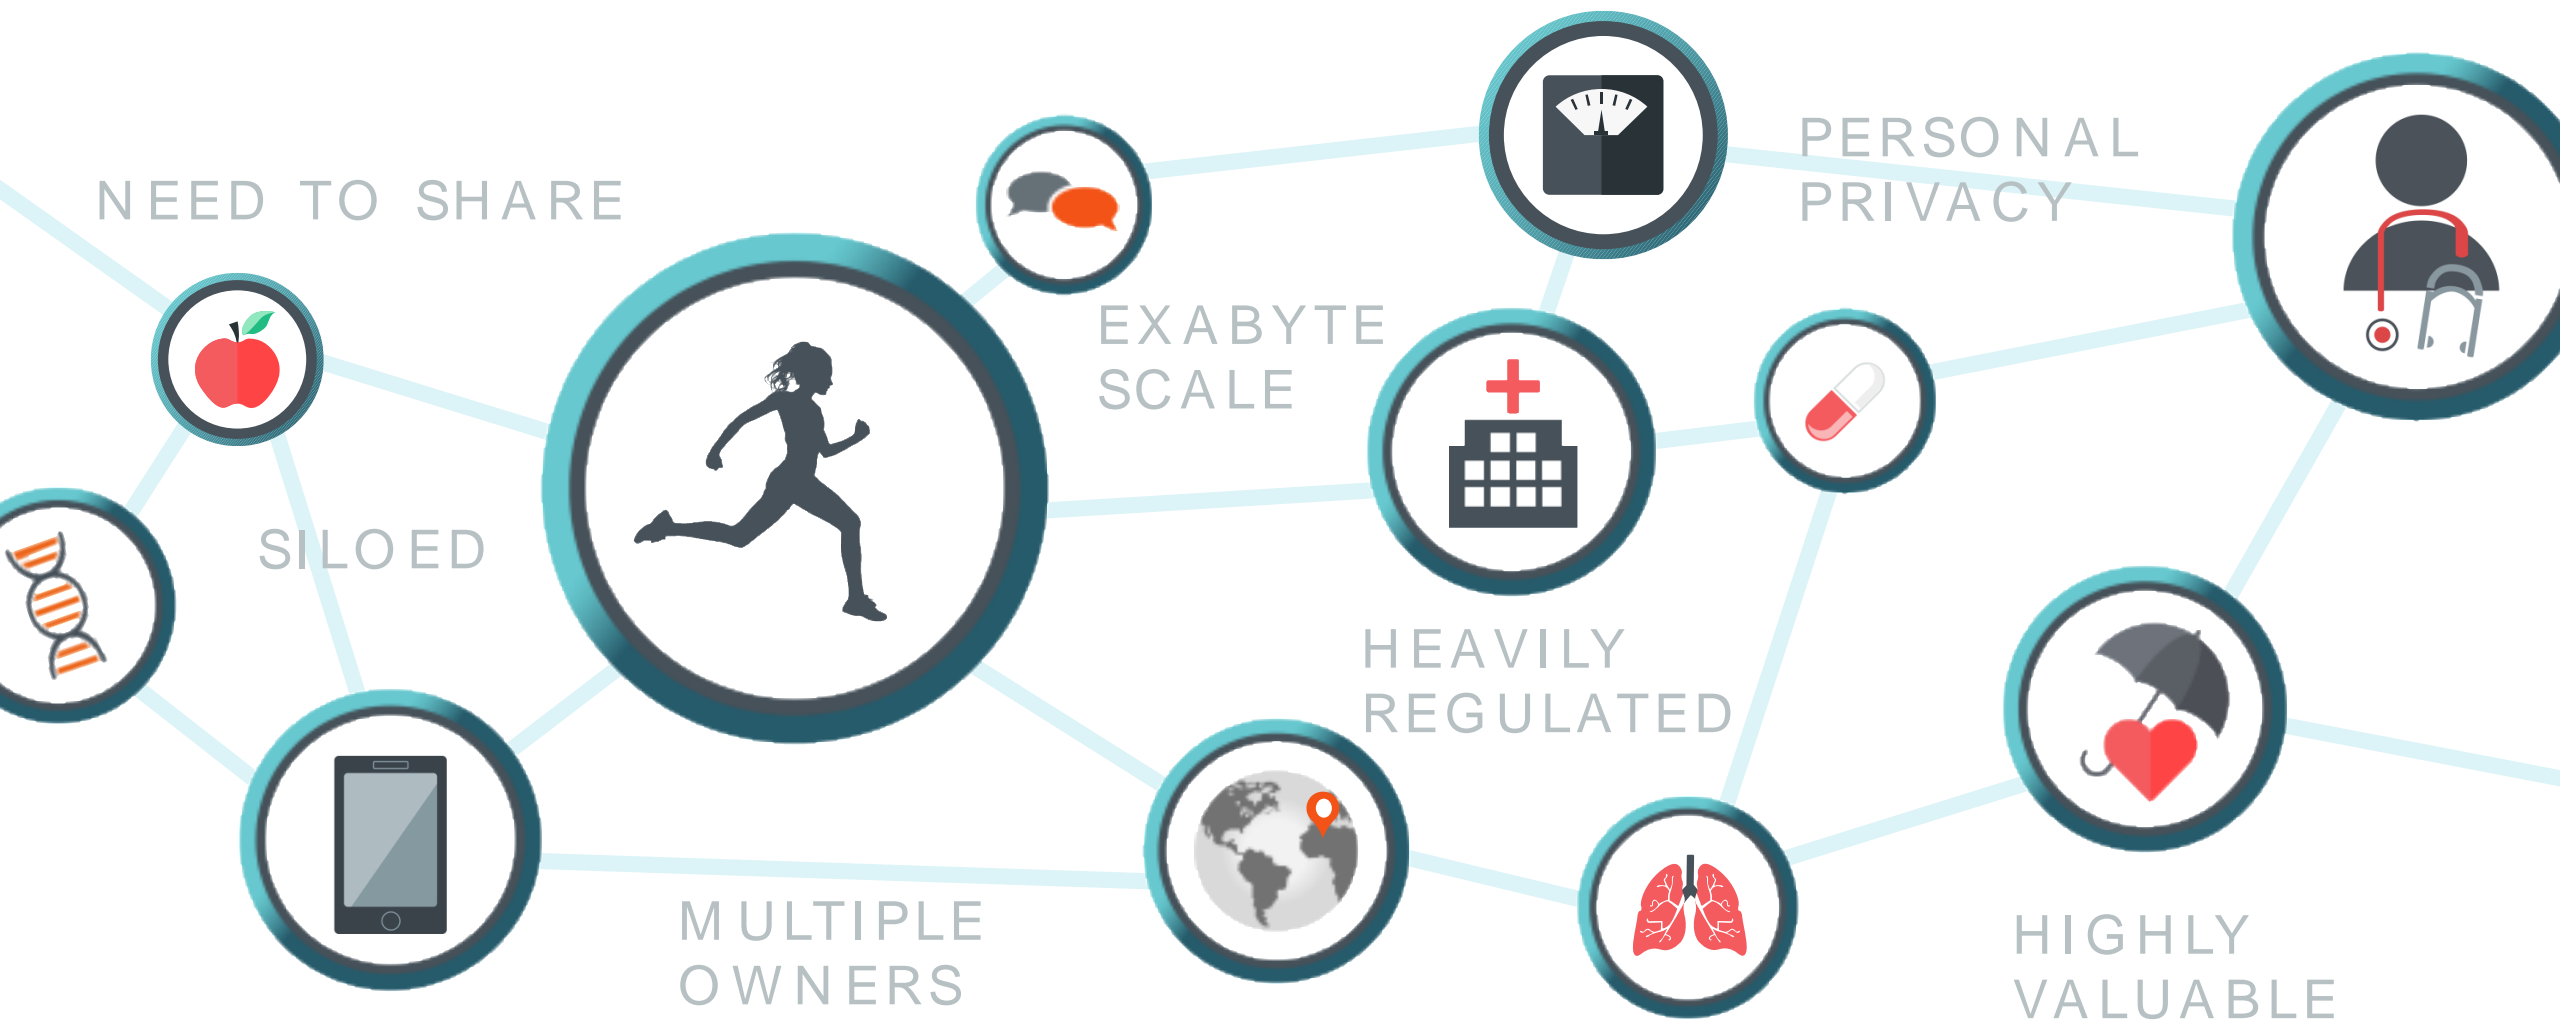 NEED TO SHARE
PERSONAL
PRIVACY
EXABYTE
SCALE
SILOED
HEAVILY
REGULATED
MULTIPLE
OWNERS
HIGHLY
VALUABLE